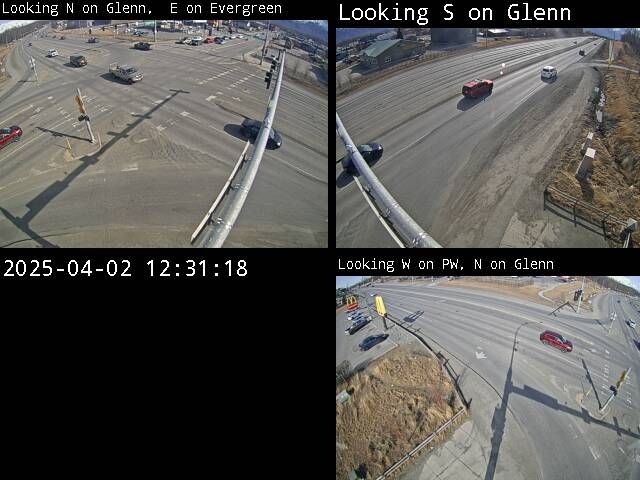 Looking N on Glenn,  E on Evergreen
Looking S on Glenn
2025-04-02 12:31:18
Looking W on PW, N on Glenn